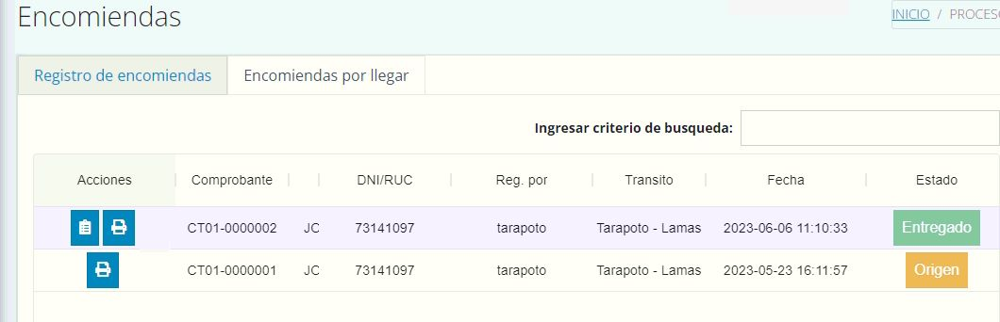 Encomiendas
INICIO / PROCESO
Registro de encomiendas Encomiendas por llegar
Ingresar criterio de busqueda:
Acciones Comprobante DNI/RUC Reg. por Transito Fecha Estado
CT01-0000002 JC 73141097 tarapoto Tarapoto - Lamas 2023-06-06 11:10:33 Entregado
CT01-0000001 JC 73141097 tarapoto Tarapoto - Lamas 2023-05-23 16:11:57 Origen